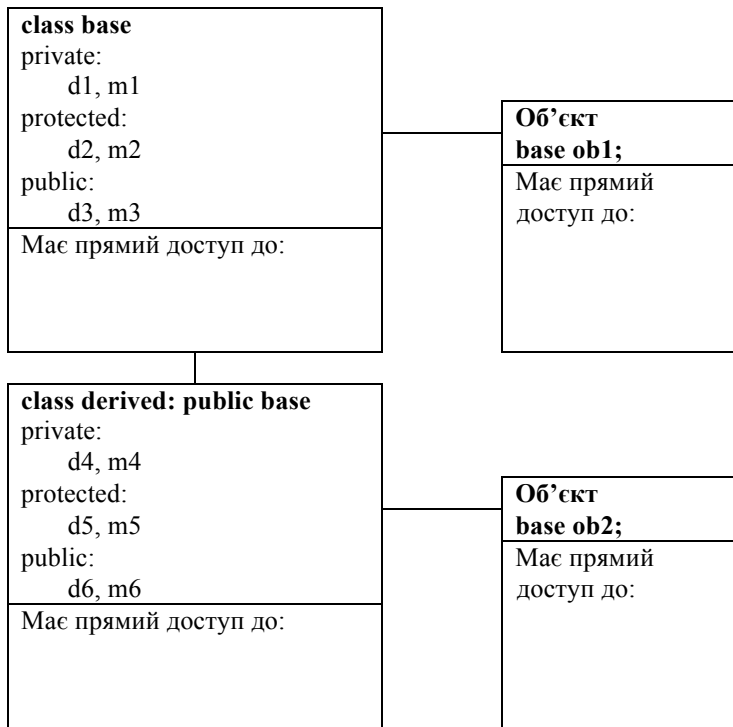 class base
private:
d1, m1
protected:
d2, m2
public:
d3, m3
Має прямий доступ до:
Об’єкт
base ob1;
Має прямий
доступ до:
class derived: public base
private:
d4, m4
protected:
d5, m5
public:
d6, m6
Має прямий доступ до:
Об’єкт
base ob2;
Має прямий
доступ до: